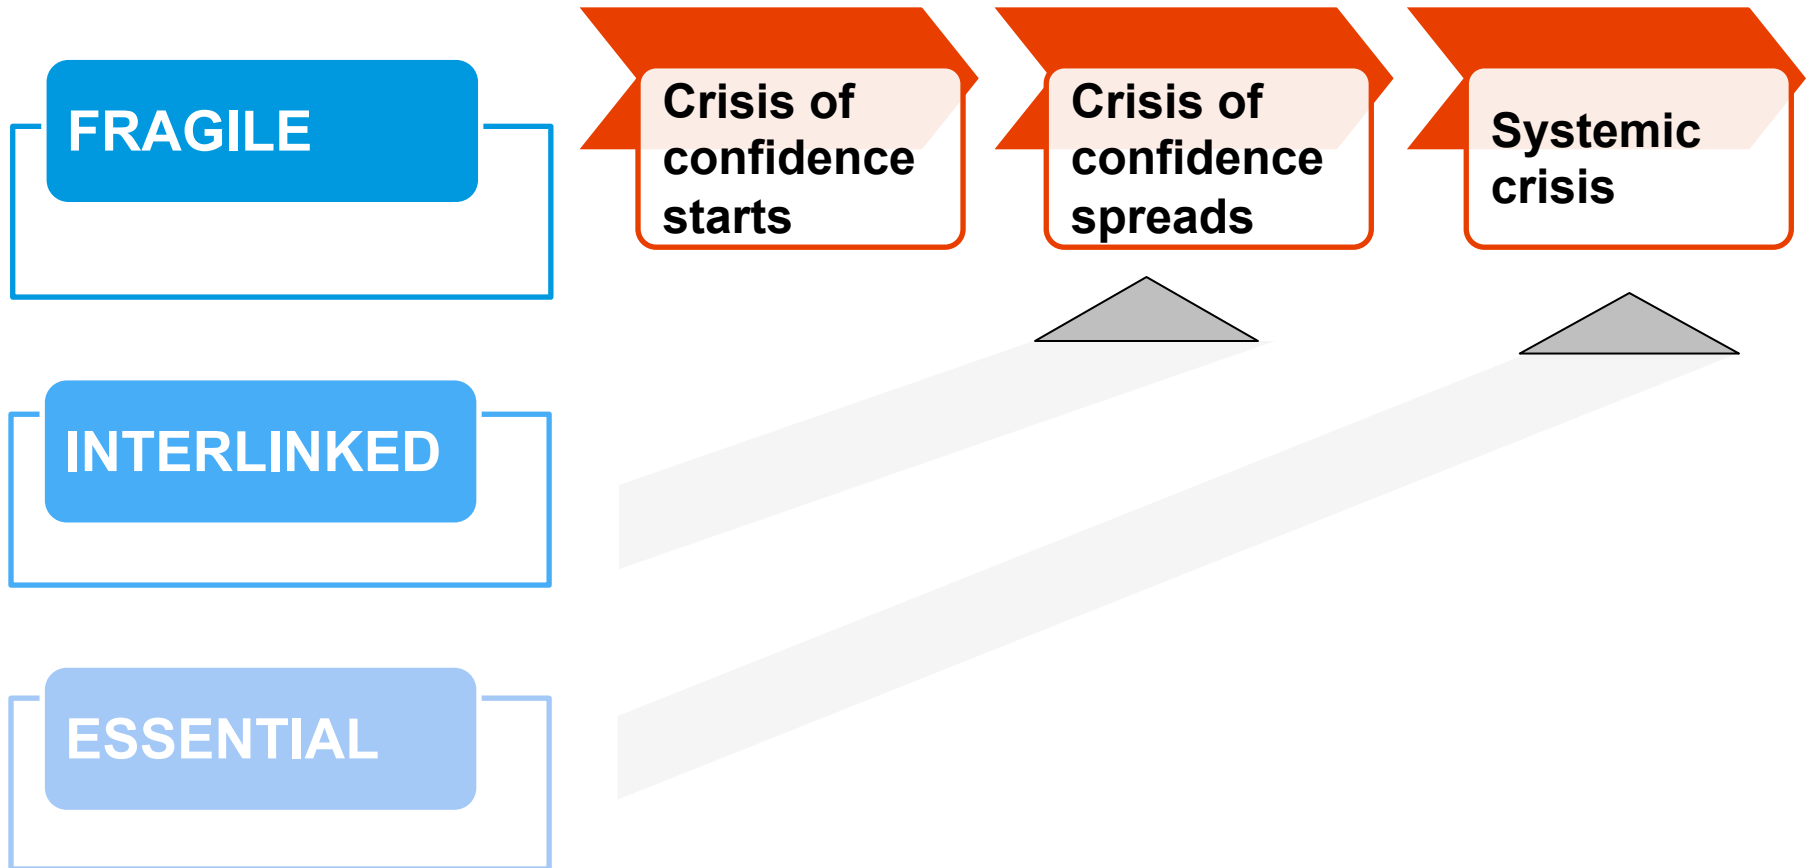 FRAGILE
Crisis of
confidence
starts
Crisis of
confidence
spreads
Systemic
crisis
INTERLINKED
ESSENTIAL